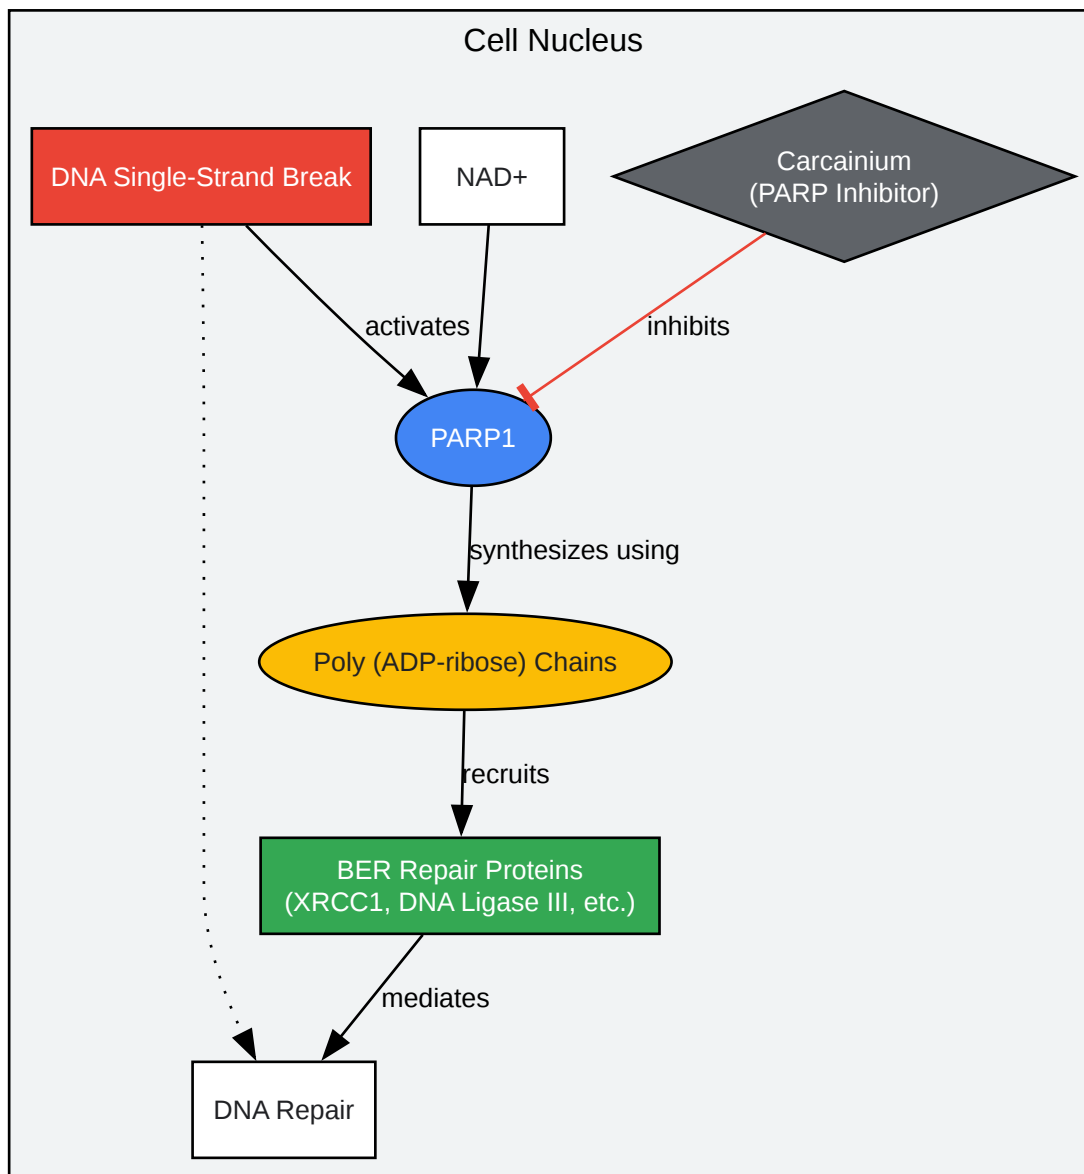 Cell Nucleus
DNA Single-Strand Break
NAD+
Carcainium
(PARP Inhibitor)
activates
inhibits
PARP1
synthesizes using
Poly (ADP-ribose) Chains
recruits
BER Repair Proteins
(XRCC1, DNA Ligase III, etc.)
mediates
DNA Repair